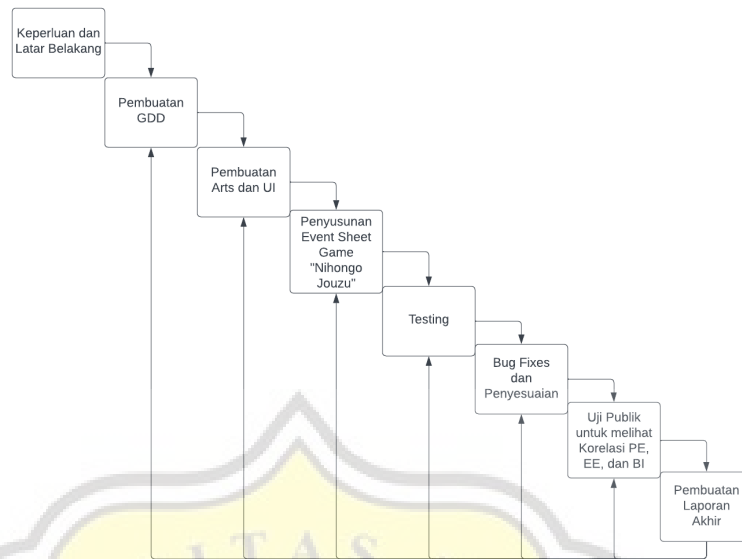 Keperluan dan
Latar Belakang
Pembuatan
GDD
Pembuatan
Arts dan UI
Penyusunan
Event Sheet
Game
"Nihongo
Jouzu"
Testing
Bug Fixes
dan
Penyesuaian
Uji Publik
untuk melihat
Korelasi PE,
EE, dan BI
Pembuatan
Laporan
Akhir
ITAS